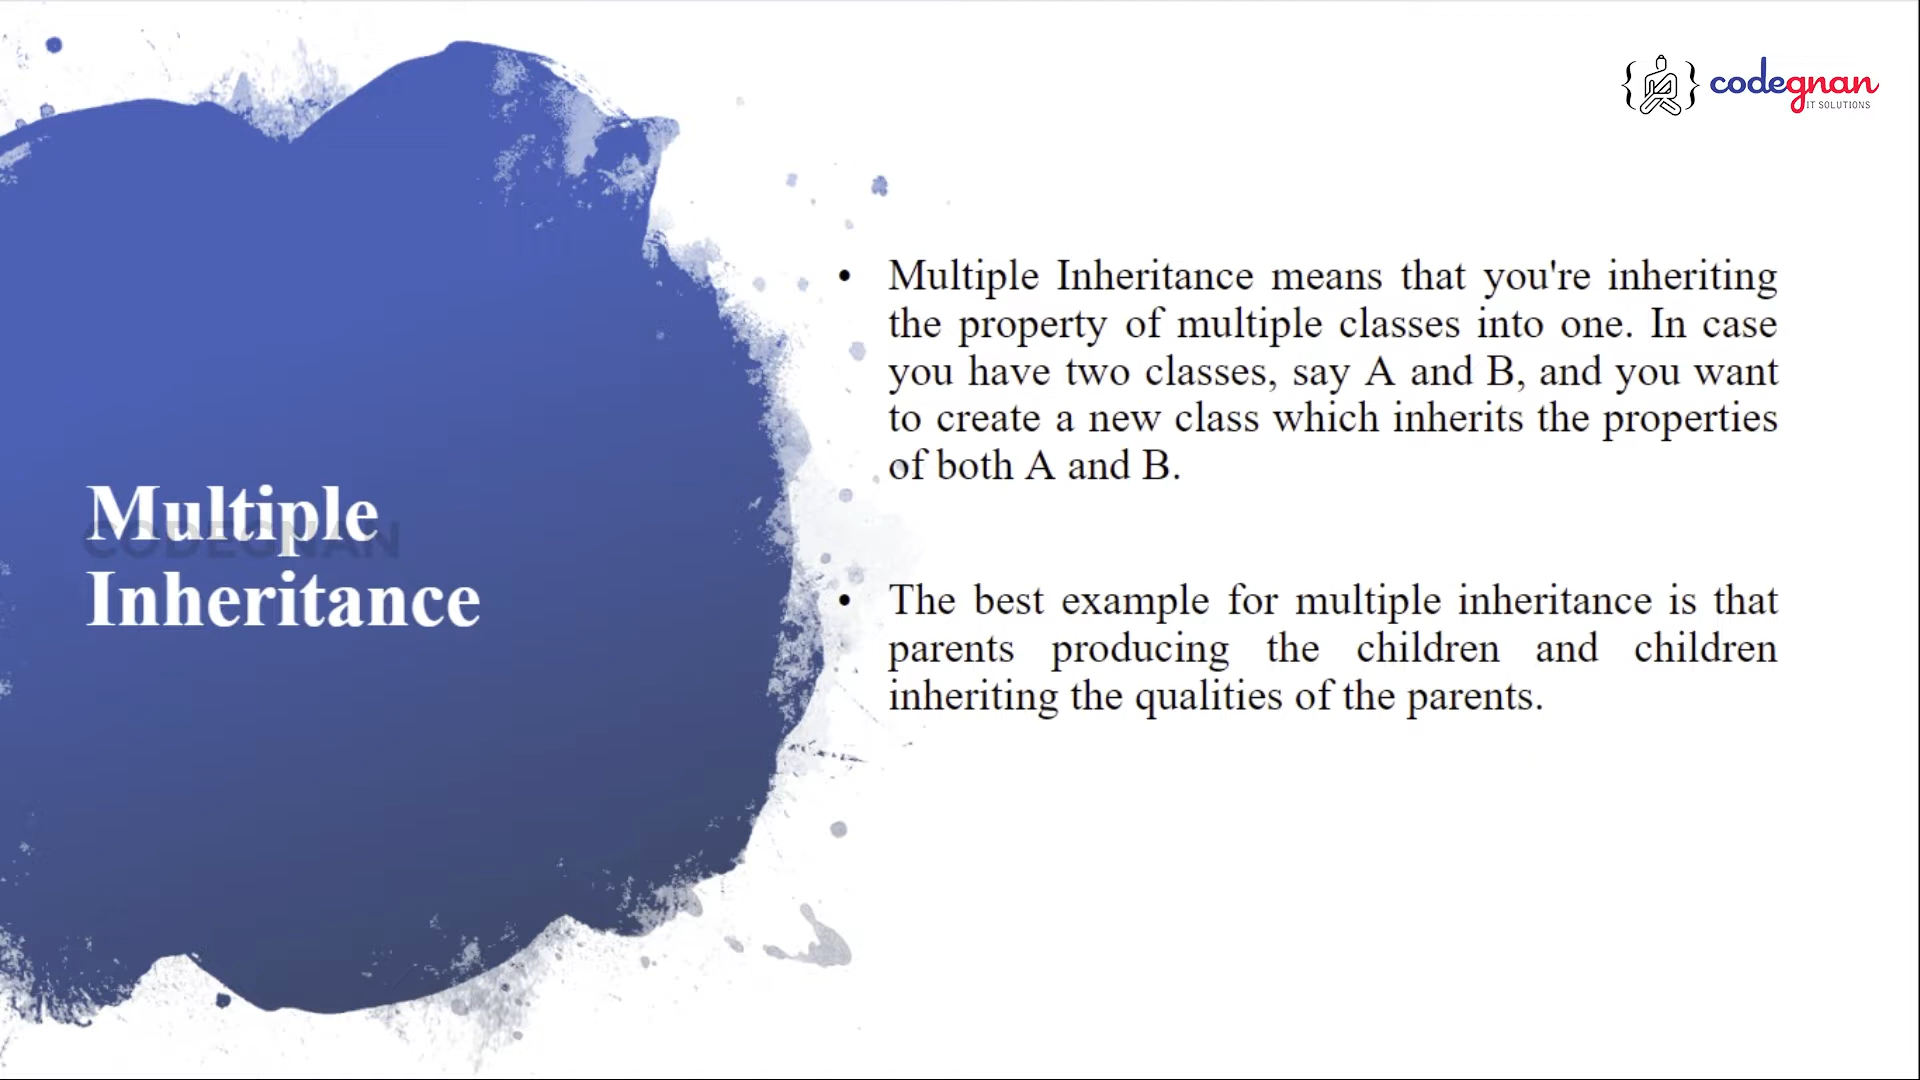 codegnan
IT SOLUTIONS
Multiple
CODEGNAN
Inheritance
• Multiple Inheritance means that you're inheriting
the property of multiple classes into one. In case
you have two classes, say A and B, and you want
to create a new class which inherits the properties
of both A and B.
• The best example for multiple inheritance is that
parents producing the children and children
inheriting the qualities of the parents.